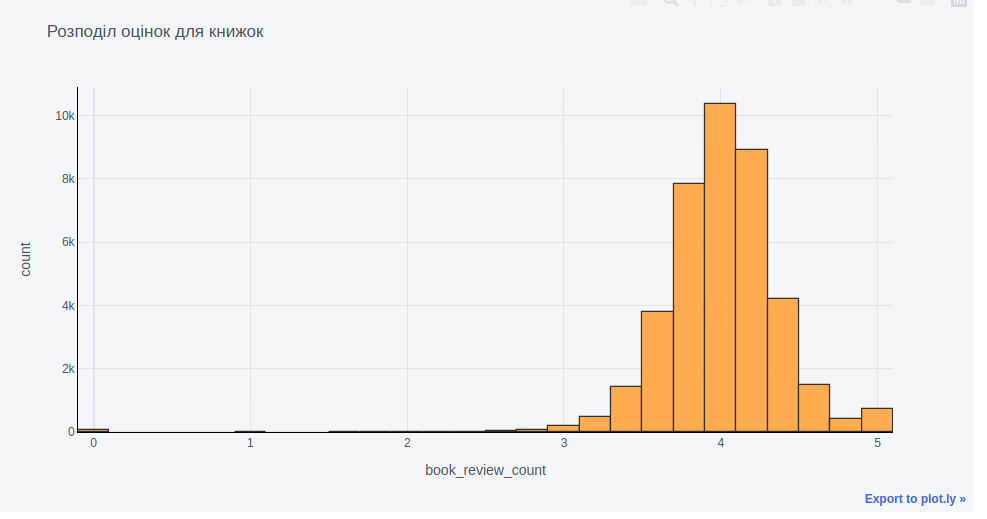 Розподіл оцінок для книжок
10k
8k
6k
4k
2k
0
count
0 1 2 3 4 5
book_review_count
Export to plot.ly »